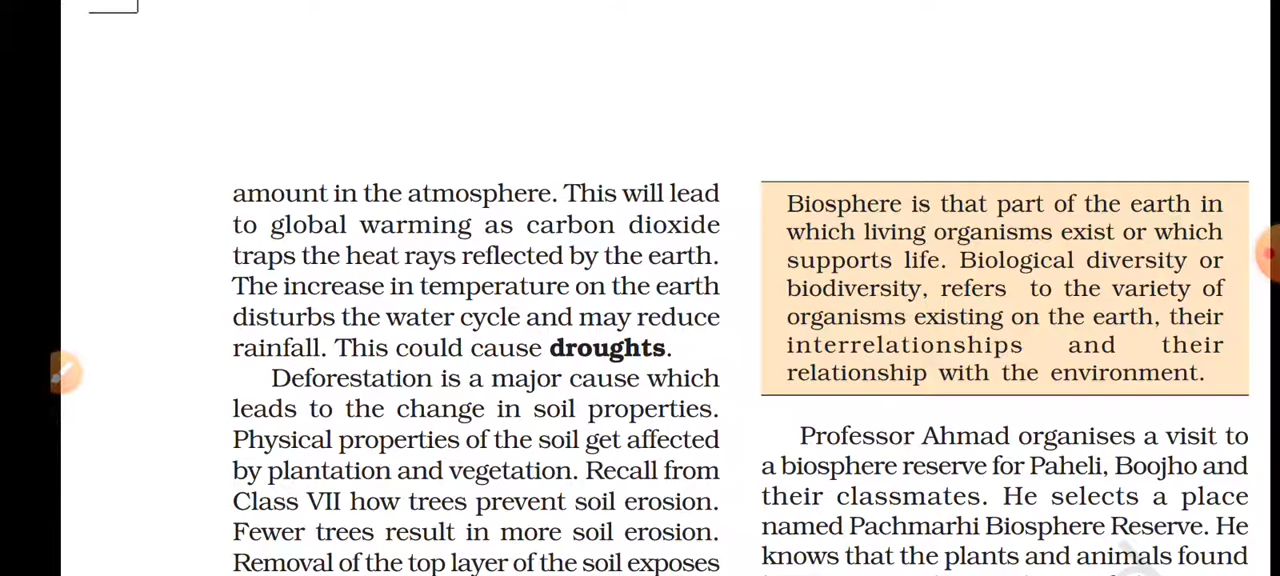 amount in the atmosphere. This will lead
to global warming as carbon dioxide
traps the heat rays reflected by the earth.
The increase in temperature on the earth
disturbs the water cycle and may reduce
rainfall. This could cause droughts.
Deforestation is a major cause which
leads to the change in soil properties.
Physical properties of the soil get affected
by plantation and vegetation. Recall from
Class VII how trees prevent soil erosion.
Fewer trees result in more soil erosion.
Removal of the top layer of the soil exposes
Biosphere is that part of the earth in
which living organisms exist or which
supports life. Biological diversity or
biodiversity, refers to the variety of
organisms existing on the earth, their
interrelationships and their
relationship with the environment.
Professor Ahmad organises a visit to
a biosphere reserve for Paheli, Boojho and
their classmates. He selects a place
named Pachmarhi Biosphere Reserve. He
knows that the plants and animals found